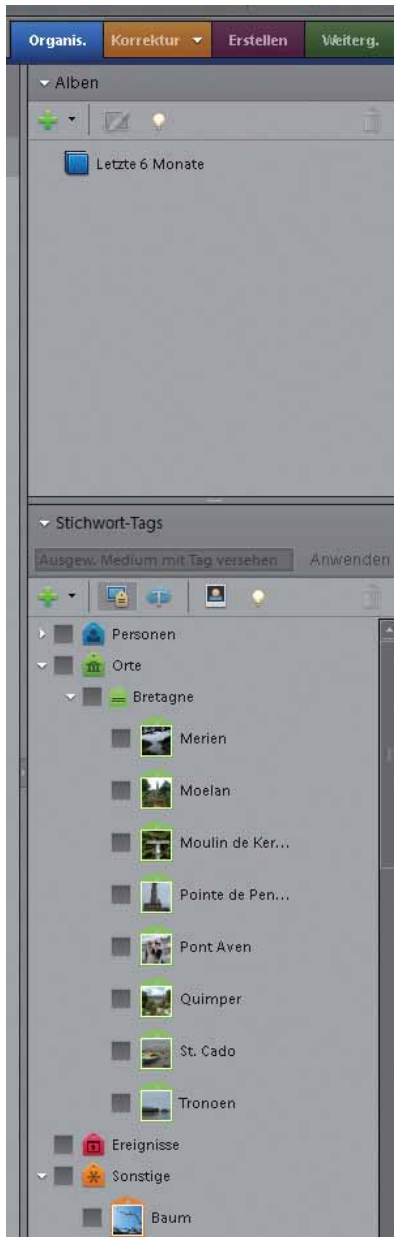 Organis. Korrektur Erstellen Weiterg.
Alben
Letzte 6 Monate
Stichwort-Tags
Ausgew. Medium mit Tag versehen Anwenden
Personen
Orte
Bretagne
Merien
Moelan
Moulin de Ker...
Pointe de Pen...
Pont Aven
Quimper
St. Cado
Tronoen
Ereignisse
Sonstige
Baum